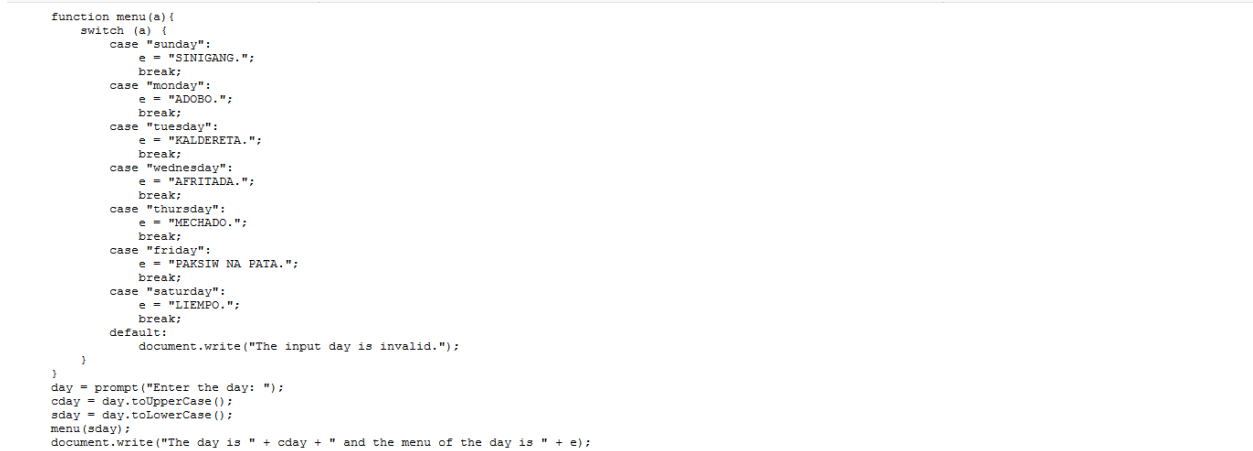 function menu(a){
switch (a) {
case "sunday":
e = "SINIGANG.";
break;
case "monday":
e = "ADOBO.";
break;
case "tuesday":
e = "KALDERETA.";
break;
case "wednesday":
e = "AFRITADA.";
break;
case "thursday":
e = "MECHADO.";
break;
case "friday":
e = "PAKSIW NA PATA.";
break;
case "saturday":
e = "LIEMPO.";
break;
default:
document.write("The input day is invalid.");
}
}
day = prompt("Enter the day: ");
cday = day.toUpperCase();
sday = day.toLowerCase();
menu(sday);
document.write("The day is " + cday + " and the menu of the day is " + e);